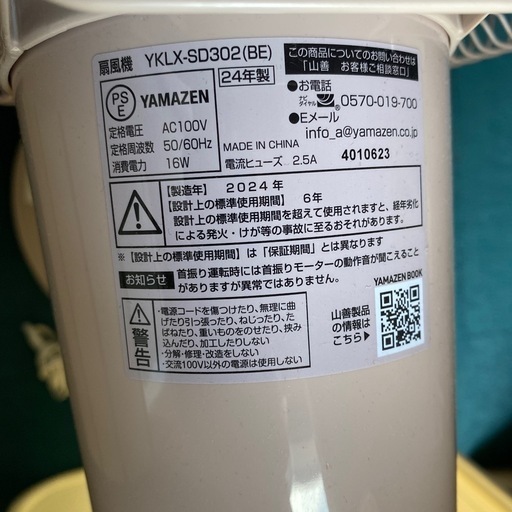 扇風機 YKLX-SD302(BE)
24年製
この商品についてのお問い合わせは
「山善 お客様ご相談窓口」
PS
E
YAMAZEN
●お電話
ナビ
ダイヤル 0570-019-700
●Eメール
info_a@yamazen.co.jp
定格電圧 AC100V
定格周波数 50/60Hz
消費電力 16W
MADE IN CHINA
電流ヒューズ 2.5A
4010623
【製造年】 2024年
【設計上の標準使用期間】 6年
設計上の標準使用期間を超えて使用されますと、経年劣化
による発火・けが等の事故に至るおそれがあります。
※【設計上の標準使用期間】は「保証期間」とは異なります
お知らせ
首振り運転時には首振りモーターの動作音が聞こえること
がありますが異常ではありません。
警告
・電源コードを傷つけたり、無理に曲
げたり引っ張ったり、ねじったり、た
ばねたり、重いものをのせたり、挟み
込んだり、加工したりしない
・分解・修理・改造をしない
・交流100V以外の電源は使用しない
山善製品
の情報は
こちら▶
YAMAZEN BOOK